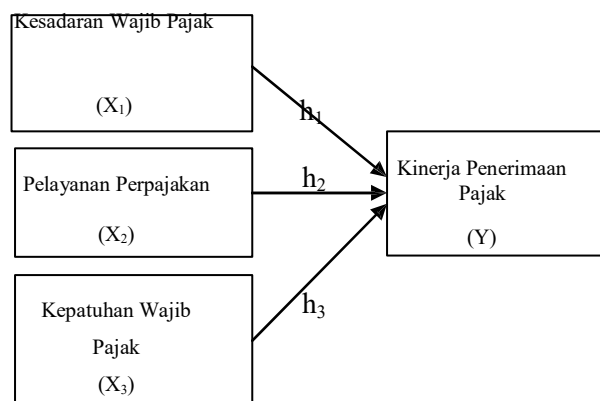 Kesadaran Wajib Pajak
(X₁)
h₁
Pelayanan Perpajakan
(X₂)
h₂
Kepatuhan Wajib
Pajak
(X₃)
h₃
Kinerja Penerimaan
Pajak
(Y)